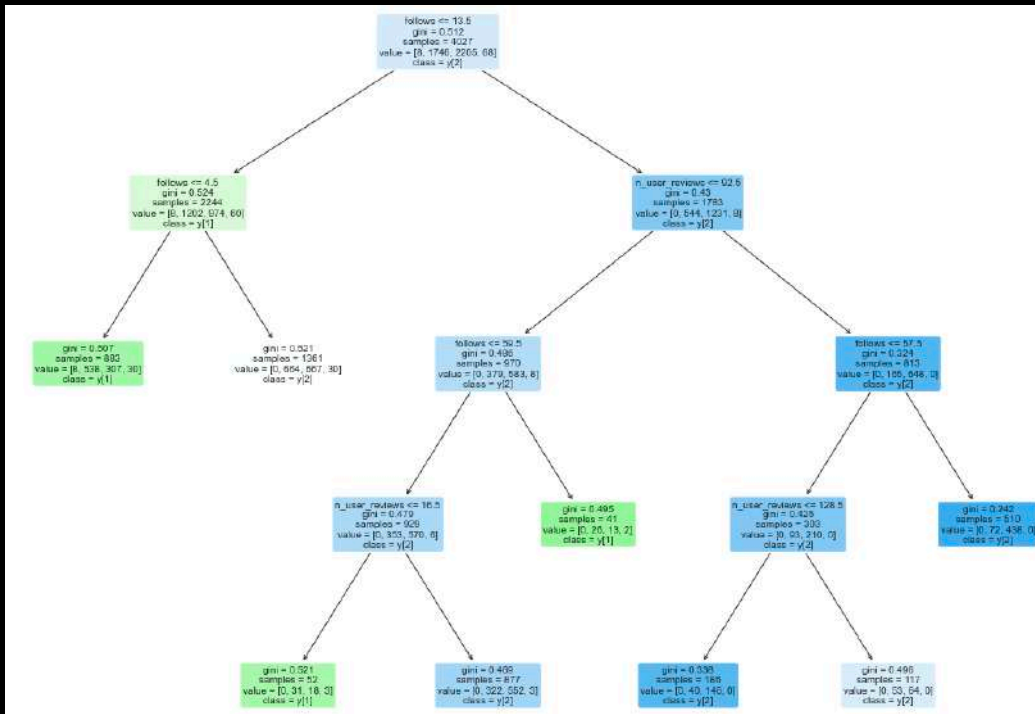 follows <= 13.5
gini = 0.512
samples = 4027
value = [8, 1746, 2205, 68]
class = y[2]
follows <= 4.5
gini = 0.524
samples = 2244
value = [8, 1202, 974, 60]
class = y[1]
n_user_reviews <= 92.5
gini = 0.43
samples = 1783
value = [0, 544, 1231, 8]
class = y[2]
gini = 0.507
samples = 883
value = [8, 538, 307, 30]
class = y[1]
gini = 0.521
samples = 1361
value = [0, 664, 667, 30]
class = y[2]
follows <= 59.5
gini = 0.486
samples = 970
value = [0, 379, 583, 8]
class = y[2]
follows <= 57.5
gini = 0.324
samples = 813
value = [0, 165, 648, 0]
class = y[2]
n_user_reviews <= 16.5
gini = 0.479
samples = 929
value = [0, 353, 570, 6]
class = y[2]
gini = 0.495
samples = 41
value = [0, 26, 13, 2]
class = y[1]
n_user_reviews <= 128.5
gini = 0.425
samples = 303
value = [0, 93, 210, 0]
class = y[2]
gini = 0.242
samples = 510
value = [0, 72, 438, 0]
class = y[2]
gini = 0.521
samples = 52
value = [0, 31, 18, 3]
class = y[1]
gini = 0.469
samples = 877
value = [0, 322, 552, 3]
class = y[2]
gini = 0.338
samples = 186
value = [0, 40, 146, 0]
class = y[2]
gini = 0.496
samples = 117
value = [0, 53, 64, 0]
class = y[2]